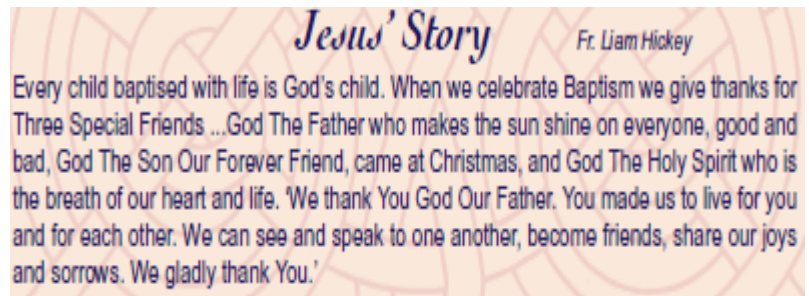 Jesus' Story Fr. Liam Hickey
Every child baptised with life is God's child. When we celebrate Baptism we give thanks for
Three Special Friends ...God The Father who makes the sun shine on everyone, good and
bad, God The Son Our Forever Friend, came at Christmas, and God The Holy Spirit who is
the breath of our heart and life. 'We thank You God Our Father. You made us to live for you
and for each other. We can see and speak to one another, become friends, share our joys
and sorrows. We gladly thank You.'